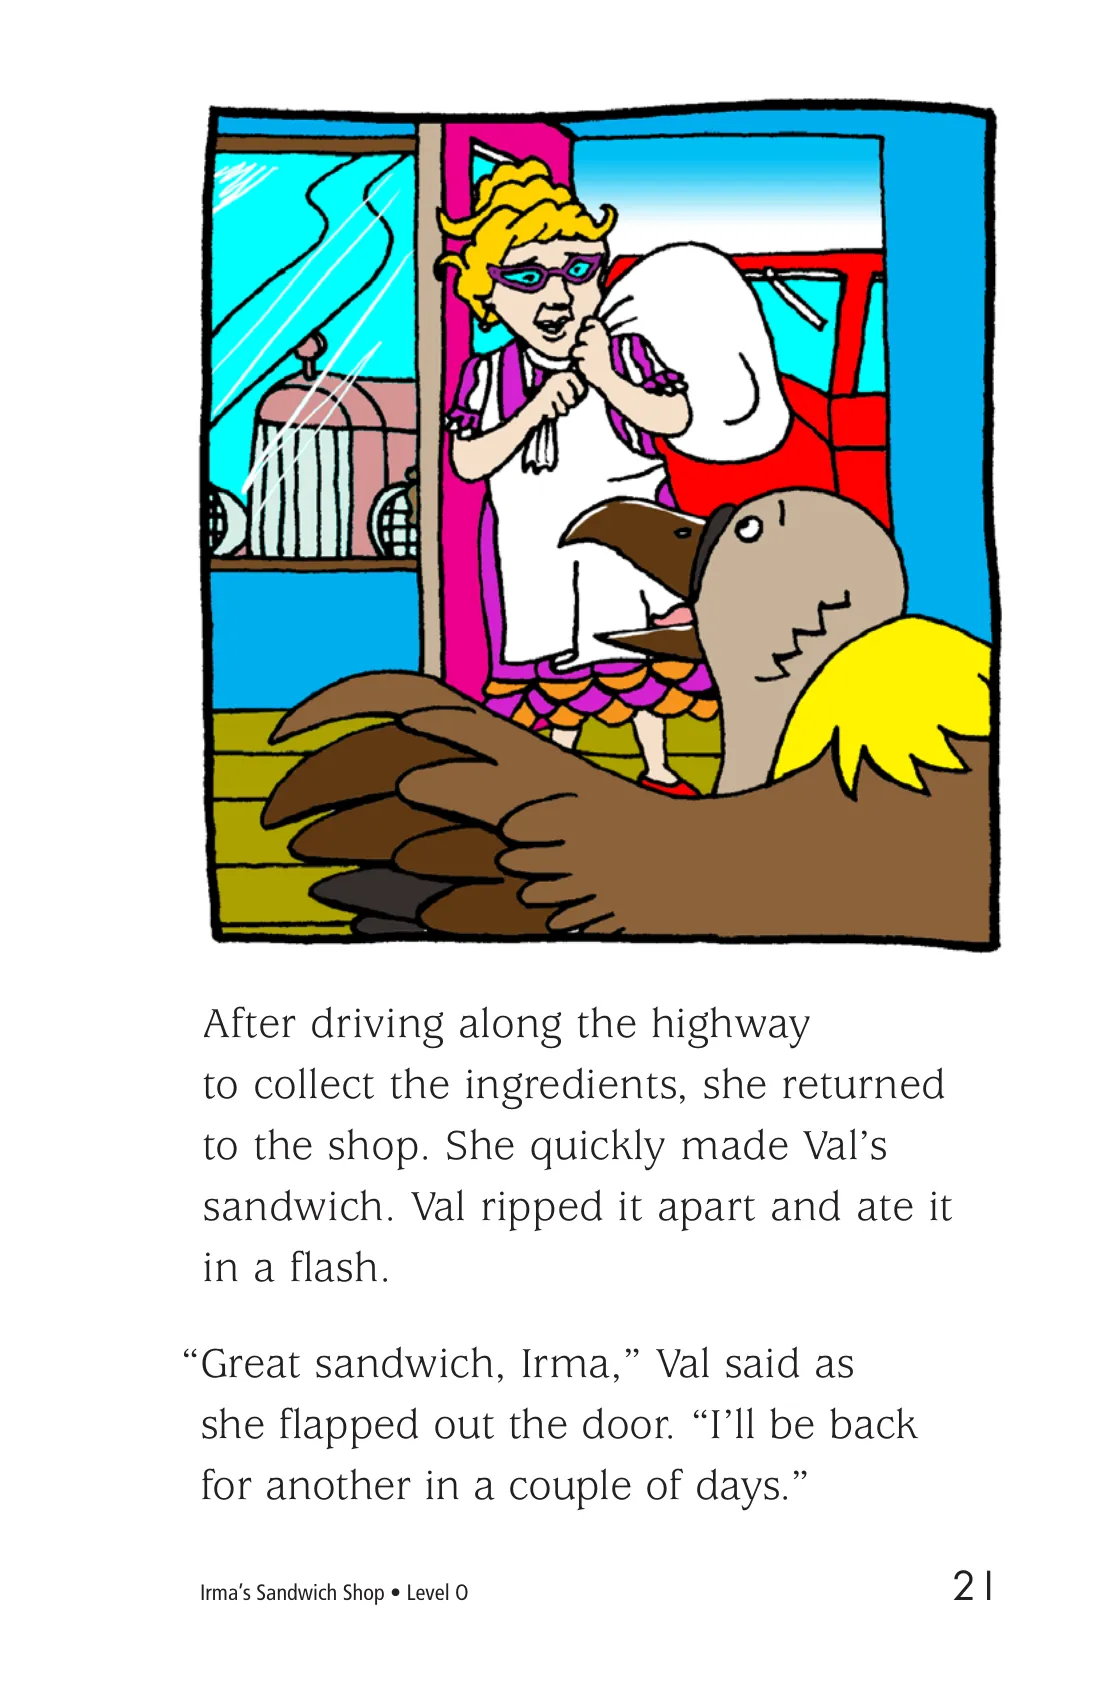 After driving along the highway
to collect the ingredients, she returned
to the shop. She quickly made Val’s
sandwich. Val ripped it apart and ate it
in a flash.
“Great sandwich, Irma,” Val said as
she flapped out the door. “I’ll be back
for another in a couple of days.”
Irma’s Sandwich Shop • Level O
21